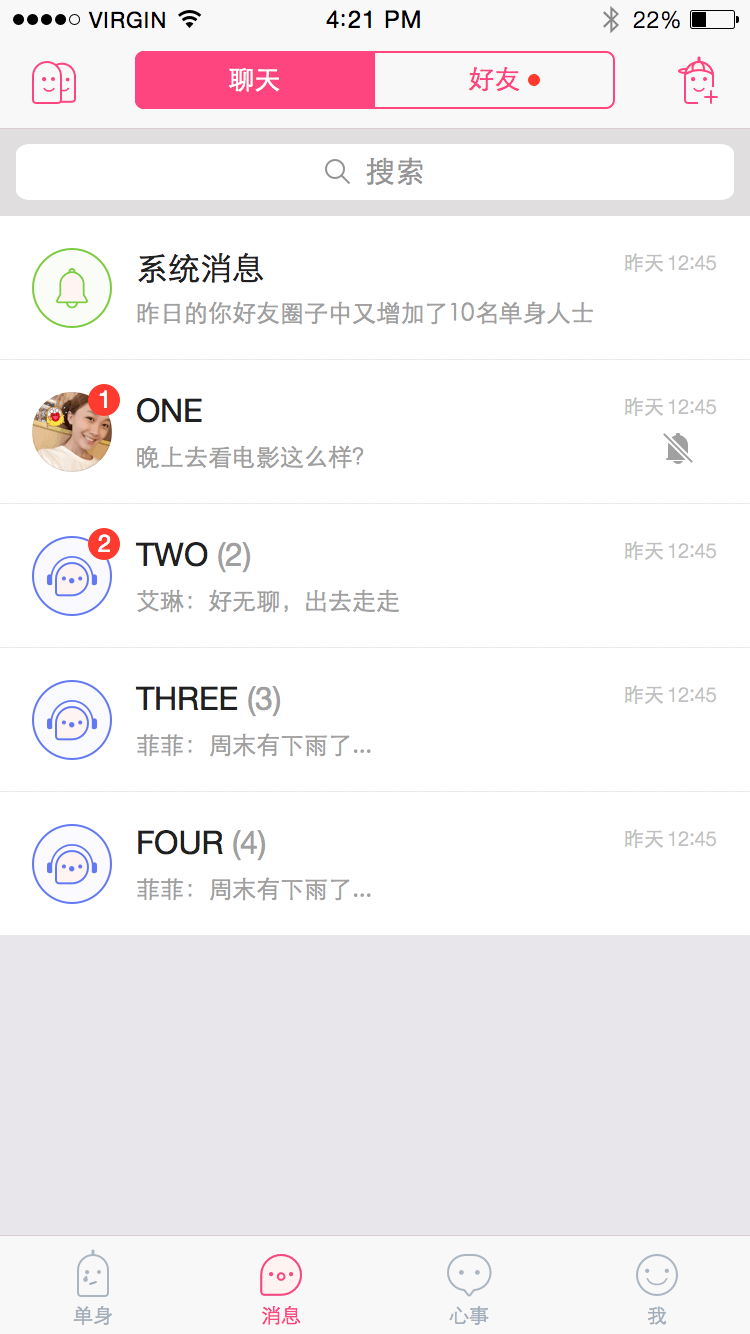 VIRGIN 4:21 PM 22%
聊天 好友
搜索
系统消息 昨天 12:45
昨日的你好友圈子中又增加了10名单身人士
1 ONE 昨天 12:45
晚上去看电影这么样?
2 TWO (2) 昨天 12:45
艾琳：好无聊，出去走走
THREE (3) 昨天 12:45
菲菲：周末有下雨了...
FOUR (4) 昨天 12:45
菲菲：周末有下雨了...
单身 消息 心事 我